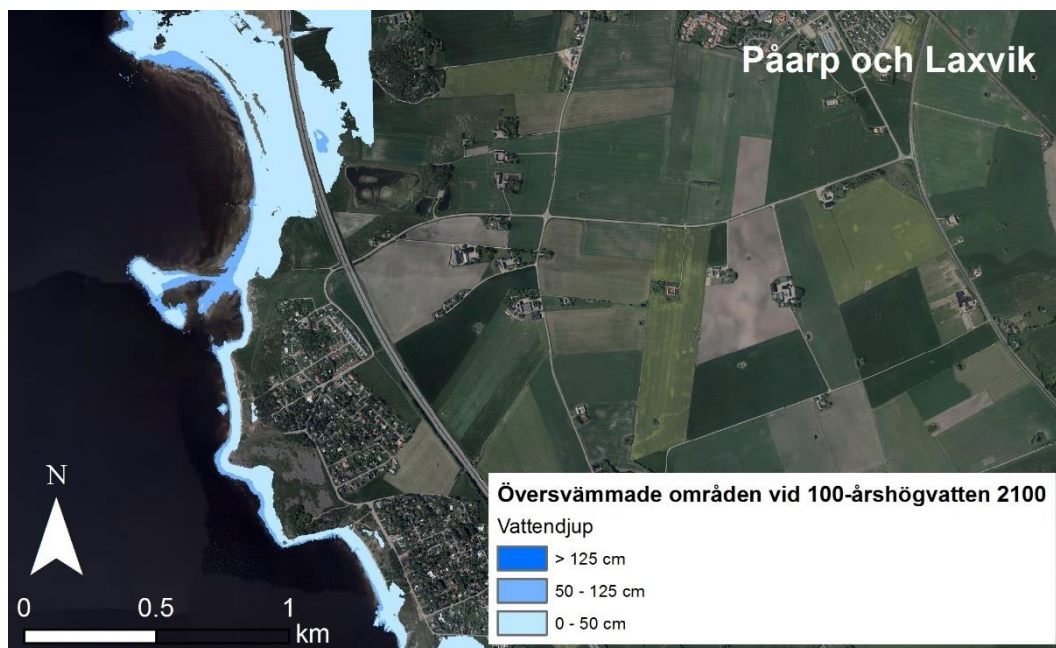 Påarp och Laxvik
N
0 0.5 1
km
Översvämmade områden vid 100-årshögvatten 2100
Vattendjup
> 125 cm
50 - 125 cm
0 - 50 cm